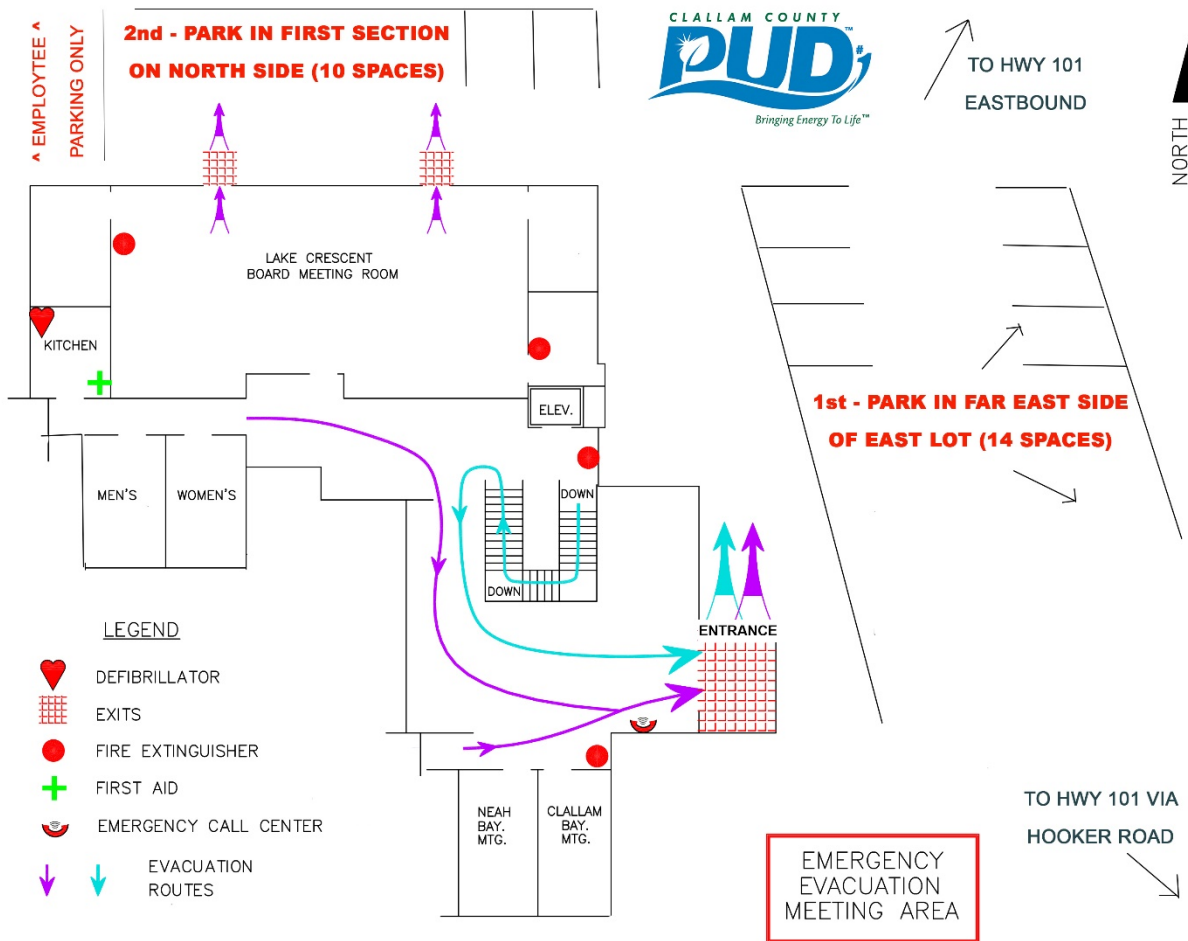 ^ EMPLOYTEE ^
PARKING ONLY
2nd - PARK IN FIRST SECTION
ON NORTH SIDE (10 SPACES)
CLALLAM COUNTY
PUD #1™
Bringing Energy To Life™
TO HWY 101
EASTBOUND
NORTH
LAKE CRESCENT
BOARD MEETING ROOM
KITCHEN
ELEV.
1st - PARK IN FAR EAST SIDE
OF EAST LOT (14 SPACES)
MEN'S
WOMEN'S
DOWN
DOWN
ENTRANCE
LEGEND
DEFIBRILLATOR
EXITS
FIRE EXTINGUISHER
FIRST AID
EMERGENCY CALL CENTER
EVACUATION
ROUTES
NEAH
BAY.
MTG.
CLALLAM
BAY.
MTG.
EMERGENCY
EVACUATION
MEETING AREA
TO HWY 101 VIA
HOOKER ROAD